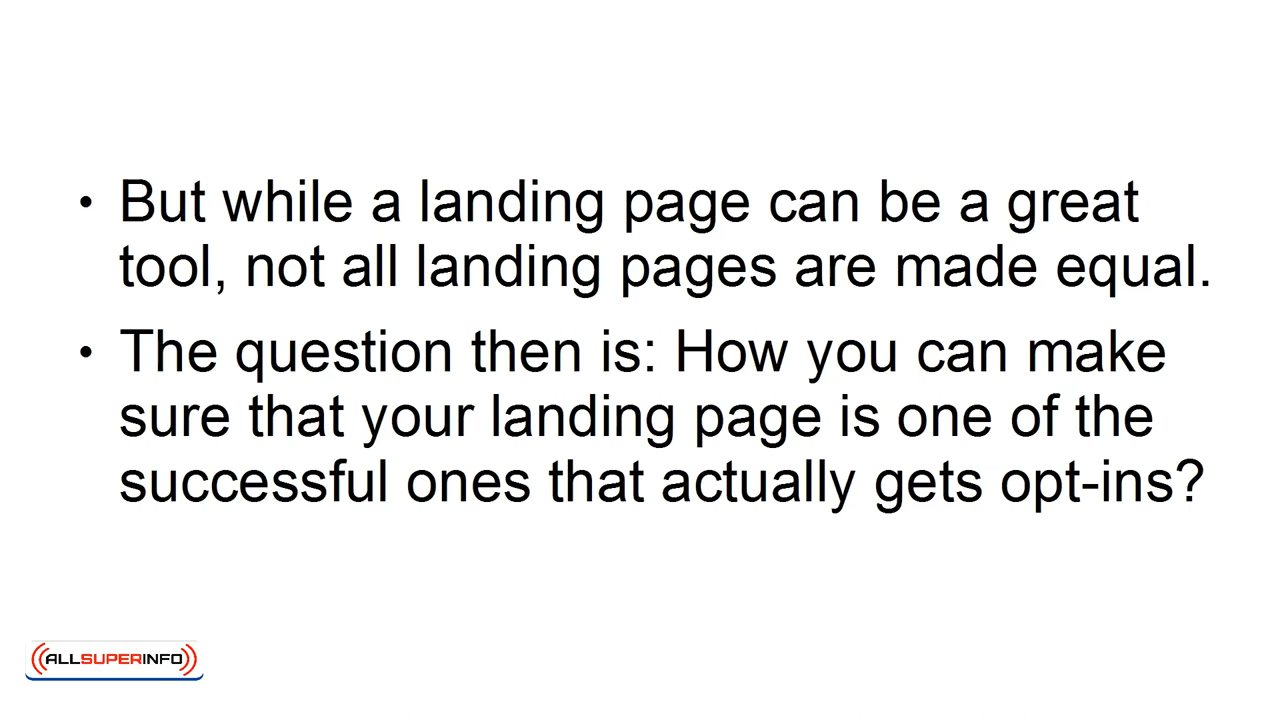 • But while a landing page can be a great
tool, not all landing pages are made equal.
• The question then is: How you can make
sure that your landing page is one of the
successful ones that actually gets opt-ins?
ALLSUPERINFO